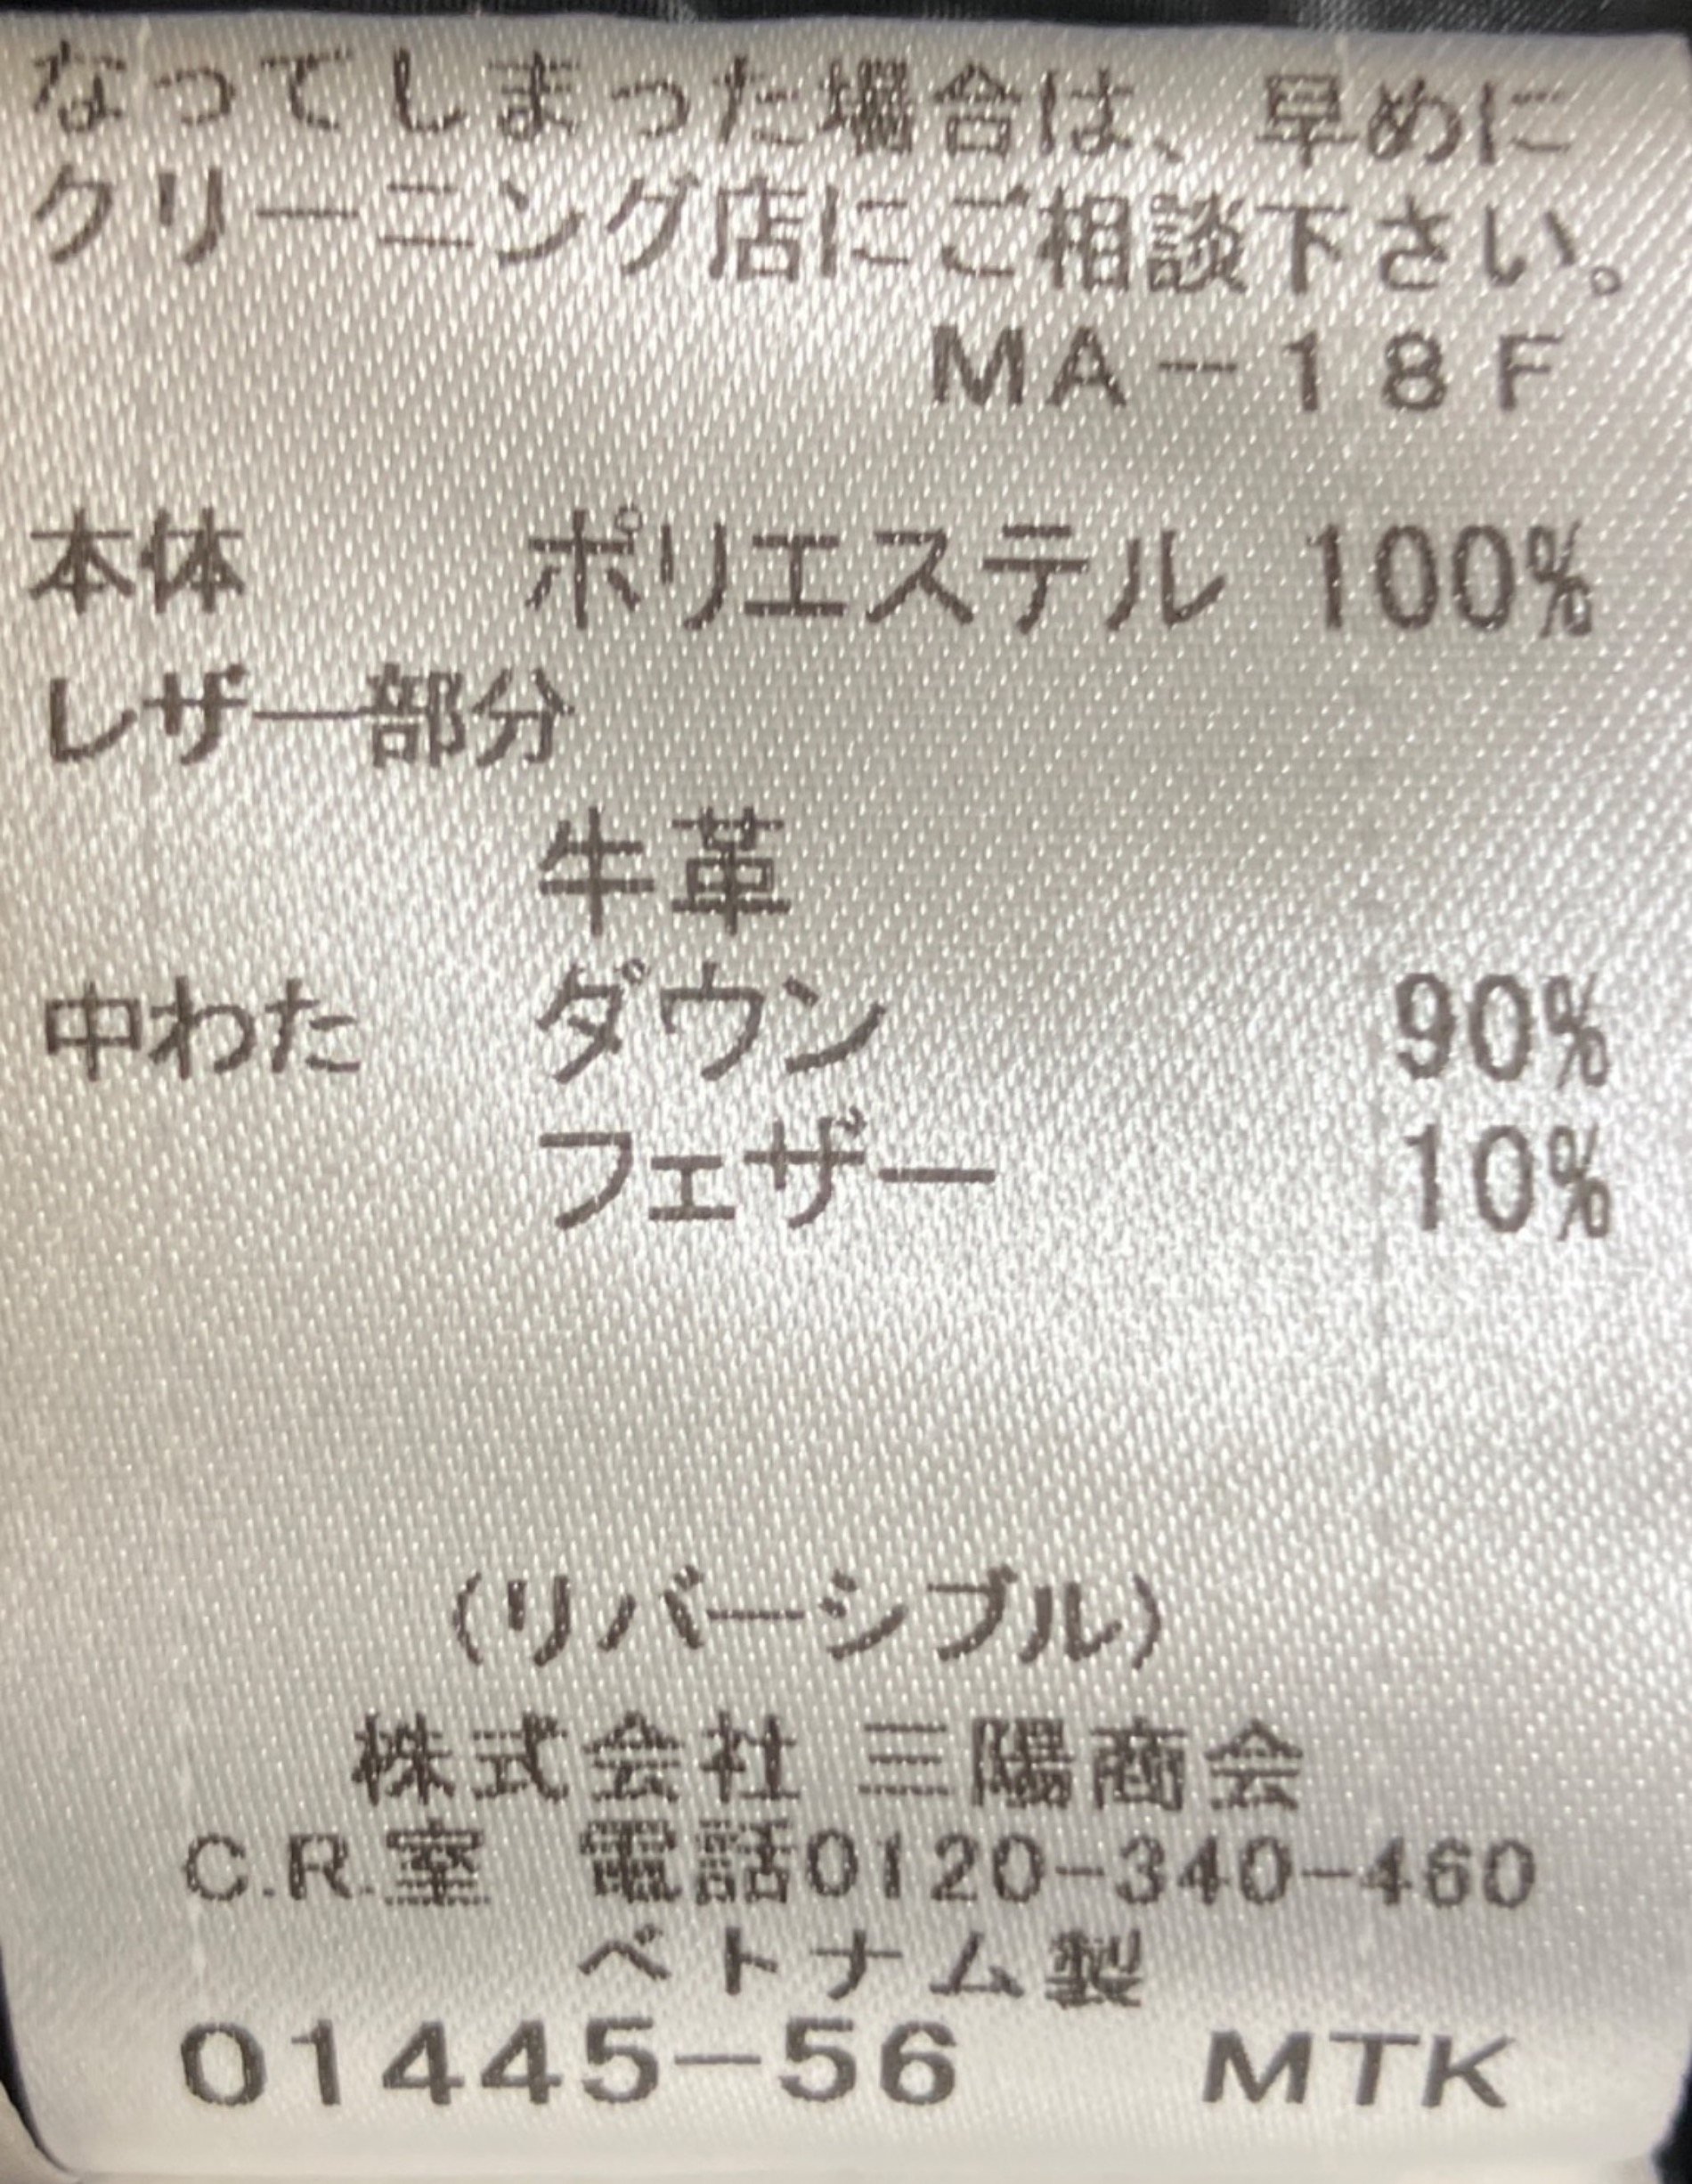 なってしまった場合は、早めに
クリーニング店にご相談下さい。
MA-18F
本体 ポリエステル 100%
レザー部分
牛革
中わた ダウン 90%
フェザー 10%
(リバーシブル)
株式会社 三陽商会
C.R.室 電話0120-340-460
ベトナム製
01445-56 MTK